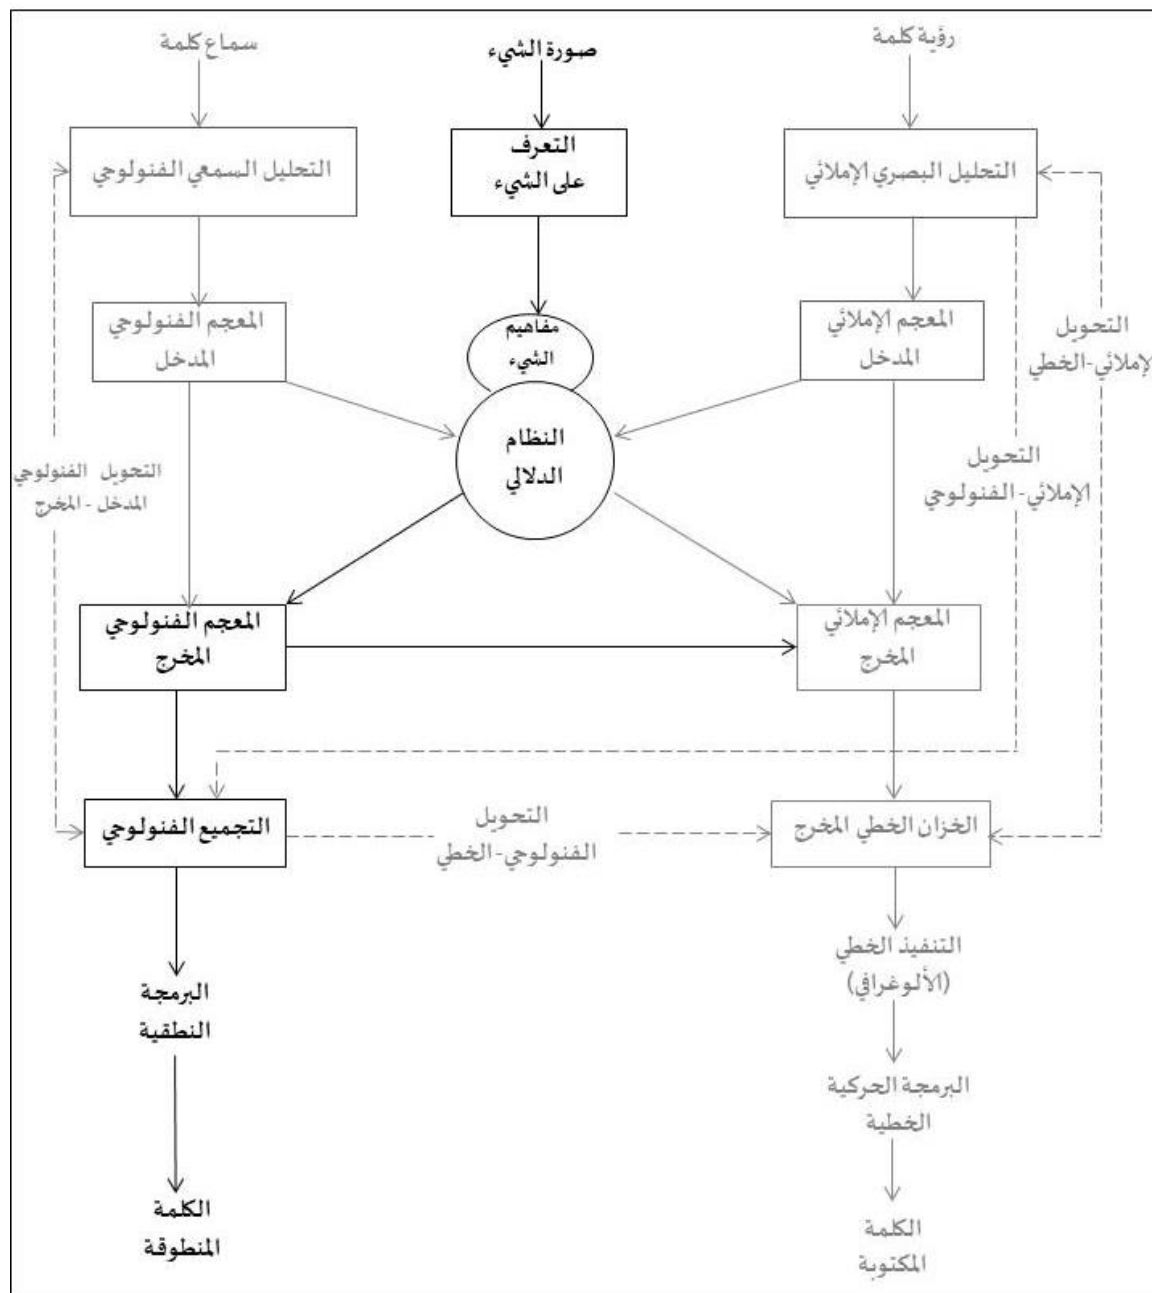 سماع كلمة
صورة الشيء
رؤية كلمة
التحليل السمعي الفنولوجي
التعرف
على الشيء
التحليل البصري الإملائي
المعجم الفنولوجي
المدخل
مفاهيم
الشيء
المعجم الإملائي
المدخل
التحويل
الإملائي-الخطي
النظام
الدلالي
التحويل الفنولوجي
المدخل - المخرج
التحويل
الإملائي- الفنولوجي
المعجم الفنولوجي
المخرج
المعجم الإملائي
المخرج
التجميع الفنولوجي
التحويل
الفنولوجي- الخطي
الخزان الخطي المخرج
البرمجة
النطقية
التنفيذ الخطي
(الألوغرافي)
البرمجة الحركية
الخطية
الكلمة
المنطوقة
الكلمة
المكتوبة